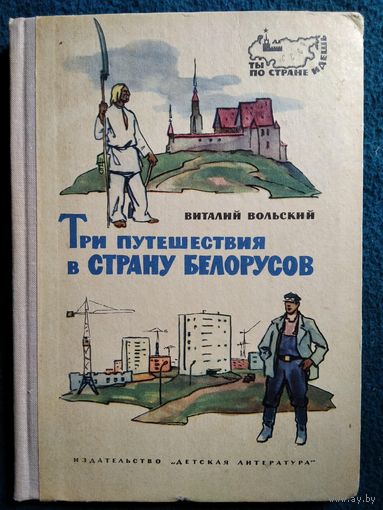 ТЫ
ПО СТРАНЕ
ИДЕШЬ
ВИТАЛИЙ ВОЛЬСКИЙ
ТРИ ПУТЕШЕСТВИЯ
В СТРАНУ БЕЛОРУСОВ
ИЗДАТЕЛЬСТВО „ДЕТСКАЯ ЛИТЕРАТУРА"
ay.by